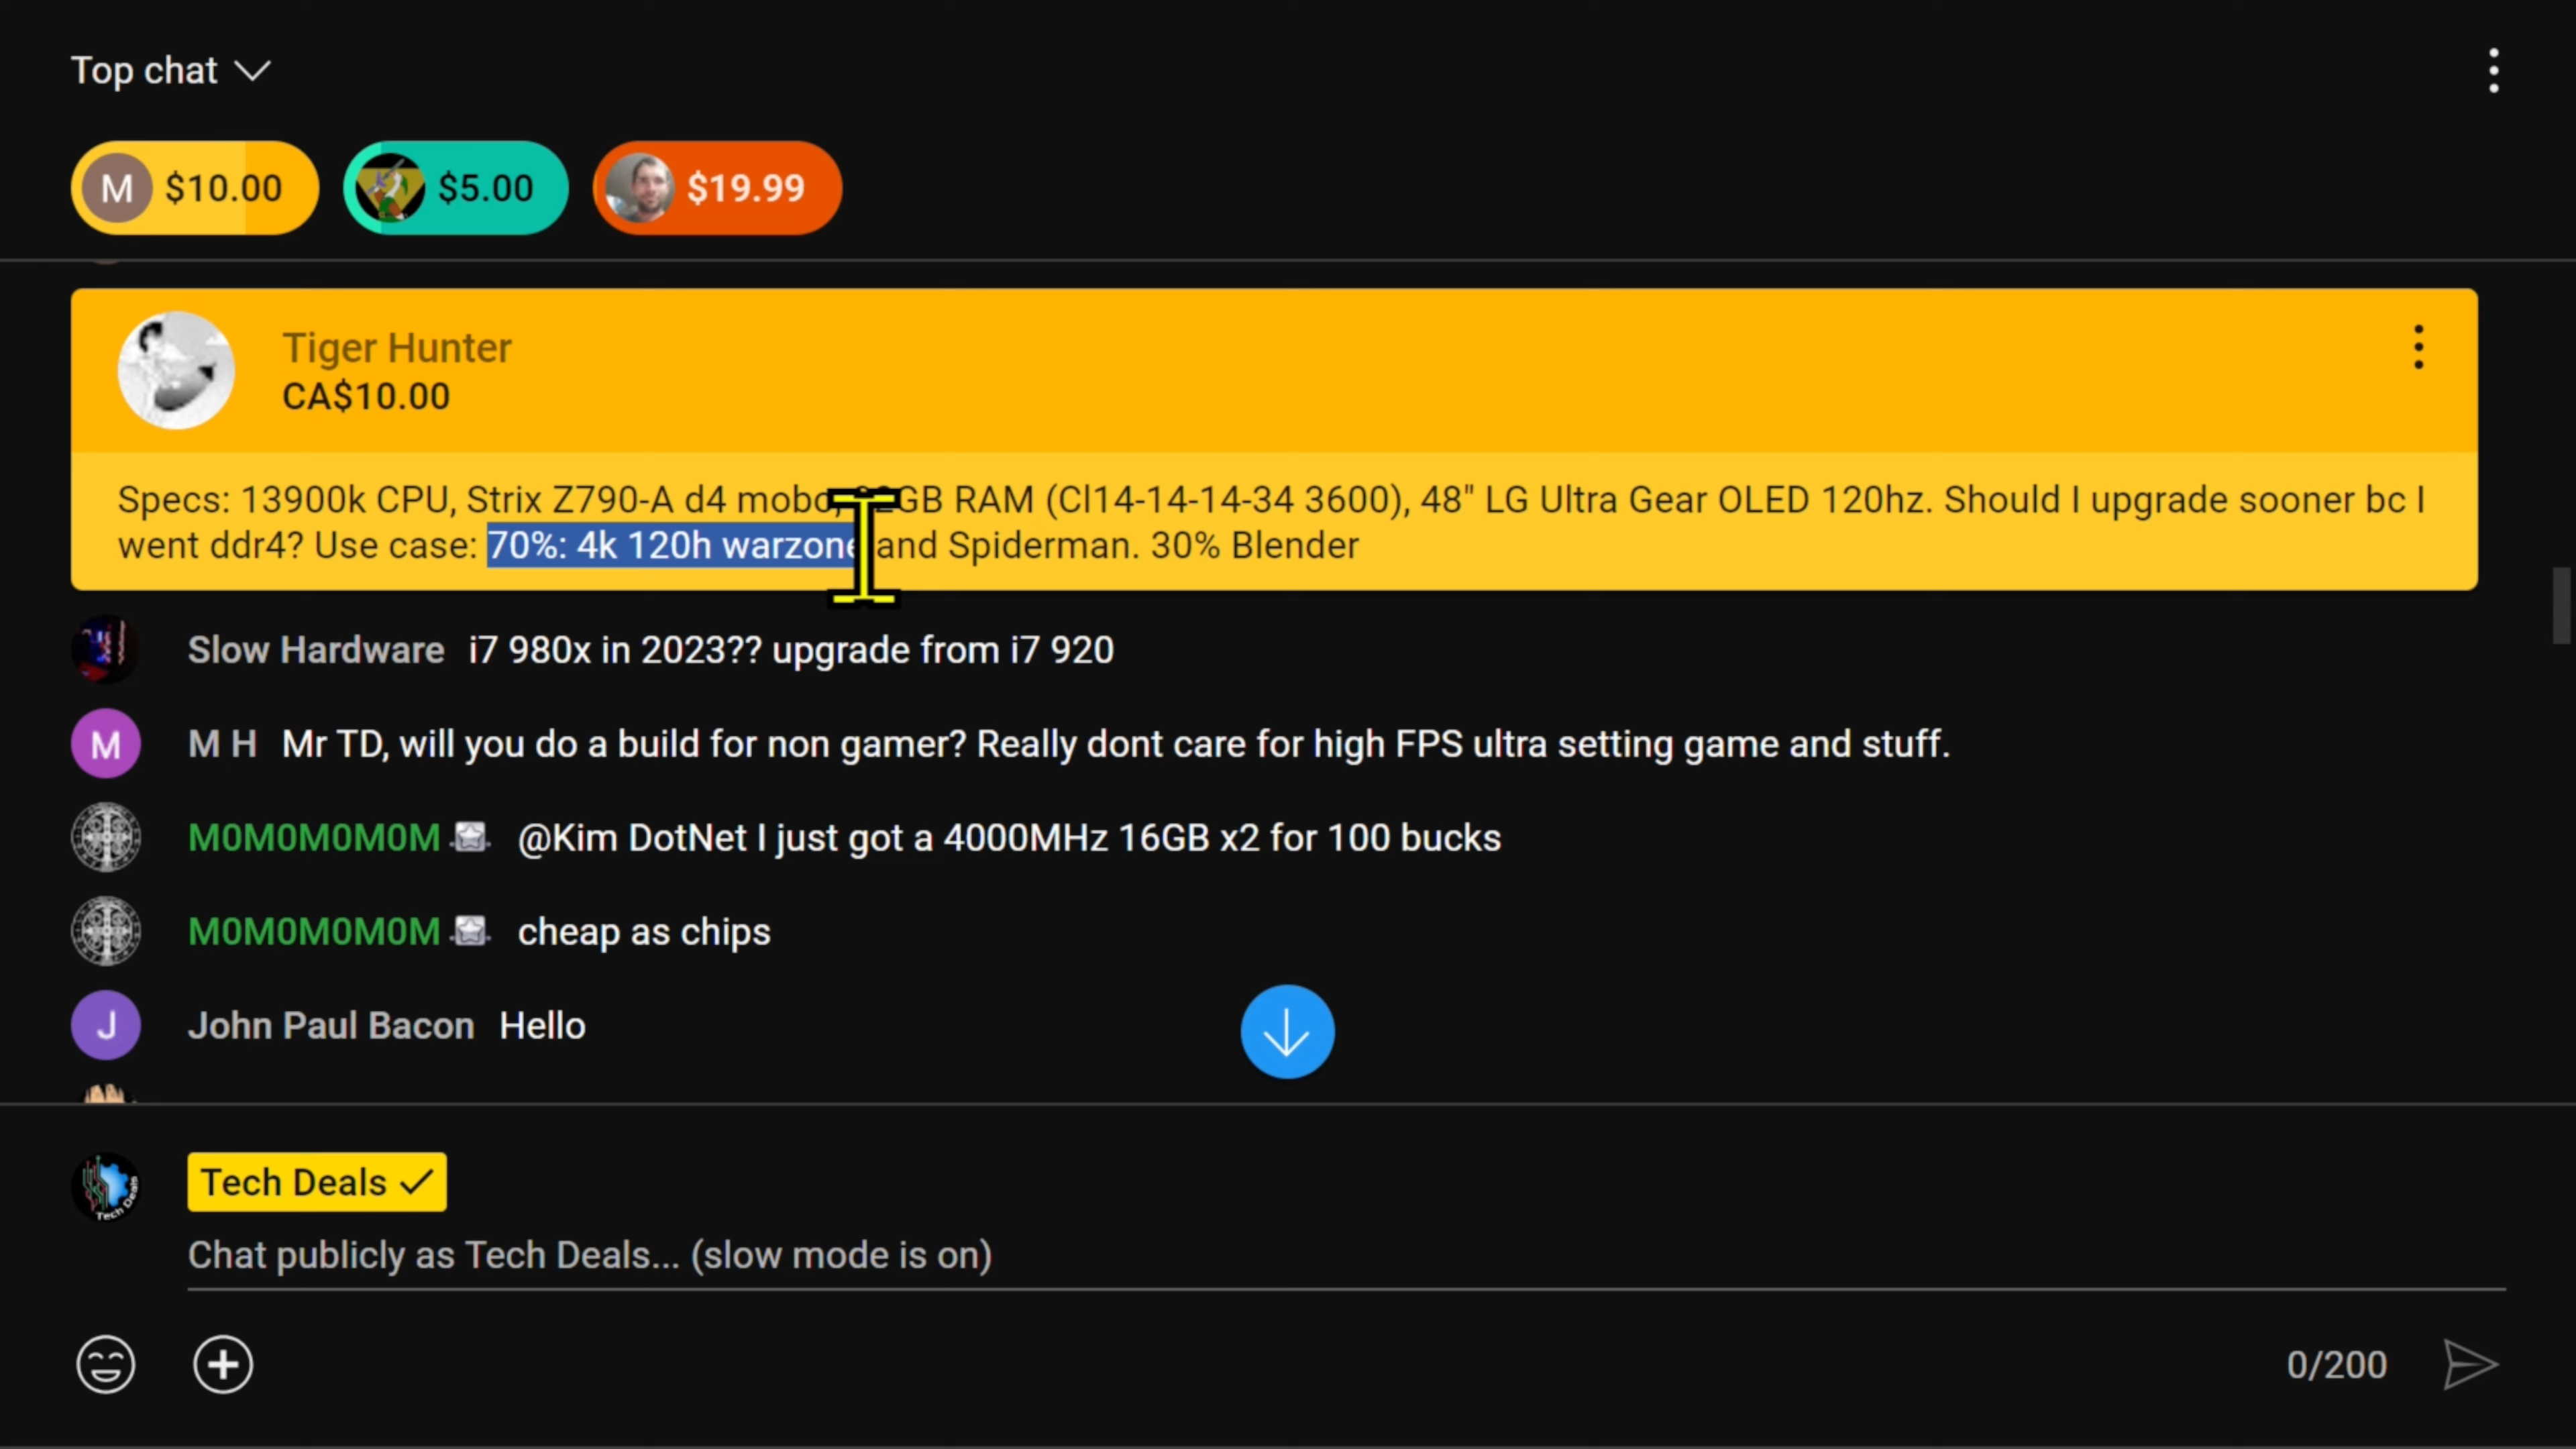 Top chat
M $10.00 $5.00 $19.99
Tiger Hunter
CA$10.00
Specs: 13900k CPU, Strix Z790-A d4 mobo, RAM (Cl14-14-14-34 3600), 48" LG Ultra Gear OLED 120hz. Should I upgrade sooner bc I
went ddr4? Use case: 70%: 4k 120h warzone and Spiderman. 30% Blender
Slow Hardware i7 980x in 2023?? upgrade from i7 920
M M H Mr TD, will you do a build for non gamer? Really dont care for high FPS ultra setting game and stuff.
M0M0M0M0M @Kim DotNet I just got a 4000MHz 16GB x2 for 100 bucks
M0M0M0M0M cheap as chips
J John Paul Bacon Hello
Tech Deals
Tech Deals
Chat publicly as Tech Deals... (slow mode is on)
0/200